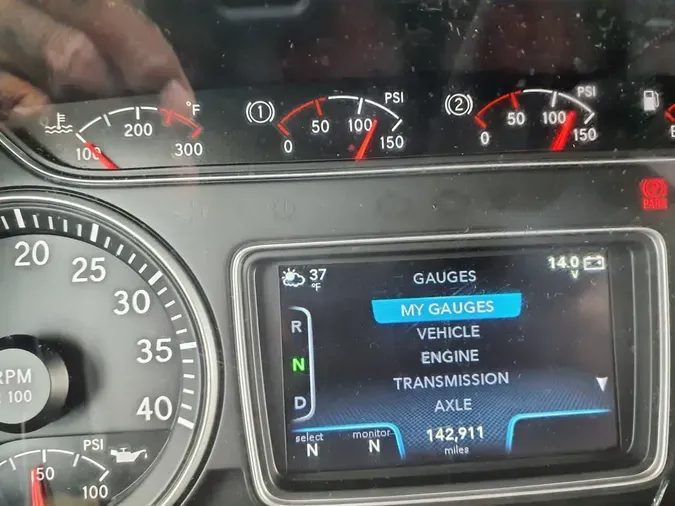 °F
(1)
PSI
(2)
PSI
100 200 300
0 50 100 150
0 50 100 150
PARK
20
25
30
35
40
RPM
100
PSI
50
100
37
°F
GAUGES
14.0
V
MY GAUGES
R
VEHICLE
N
ENGINE
TRANSMISSION
D
AXLE
select
N
monitor
N
142,911
miles